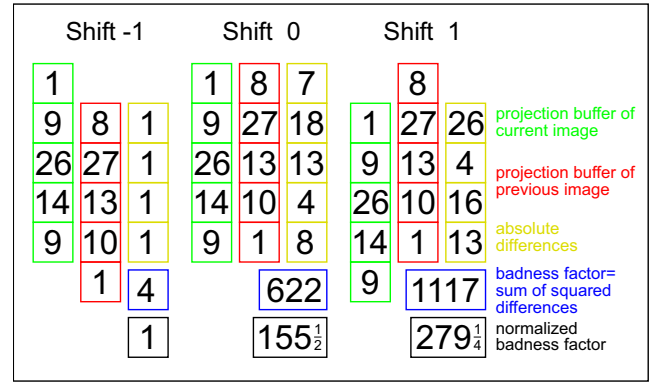 Shift -1 Shift 0 Shift 1
1 1 8 7 8
9 8 1 9 27 18 1 27 26 projection buffer of
current image
26 27 1 26 13 13 9 13 4 projection buffer of
previous image
14 13 1 14 10 4 26 10 16
9 10 1 9 1 8 14 1 13 absolute
differences
1 4 622 9 1117 badness factor=
sum of squared
differences
1 155½ 279¼ normalized
badness factor